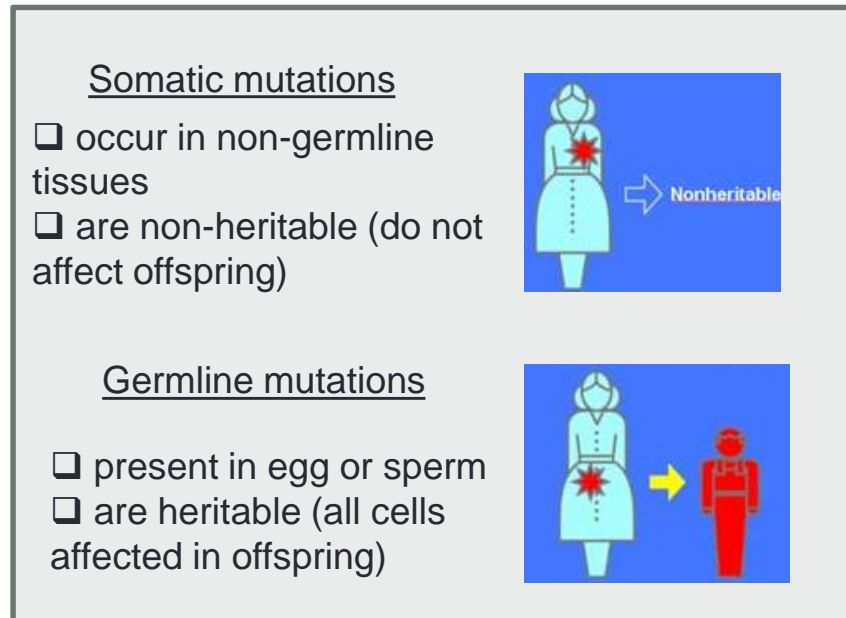 Somatic mutations
❑ occur in non-germline
tissues
❑ are non-heritable (do not
affect offspring)
Nonheritable
Germline mutations
❑ present in egg or sperm
❑ are heritable (all cells
affected in offspring)